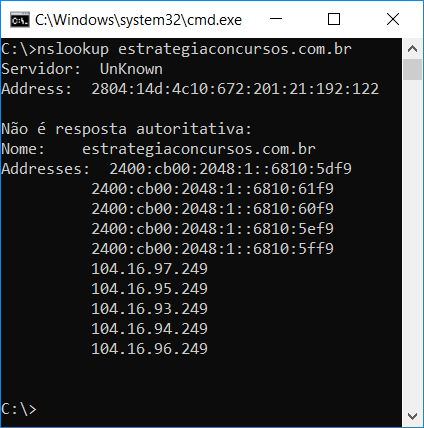 C:\Windows\system32\cmd.exe
C:\>nslookup estrategiaconcursos.com.br
Servidor:  UnKnown
Address:  2804:14d:4c10:672:201:21:192:122
Não é resposta autoritativa:
Nome:    estrategiaconcursos.com.br
Addresses:  2400:cb00:2048:1::6810:5df9
2400:cb00:2048:1::6810:61f9
2400:cb00:2048:1::6810:60f9
2400:cb00:2048:1::6810:5ef9
2400:cb00:2048:1::6810:5ff9
104.16.97.249
104.16.95.249
104.16.93.249
104.16.94.249
104.16.96.249
C:\>